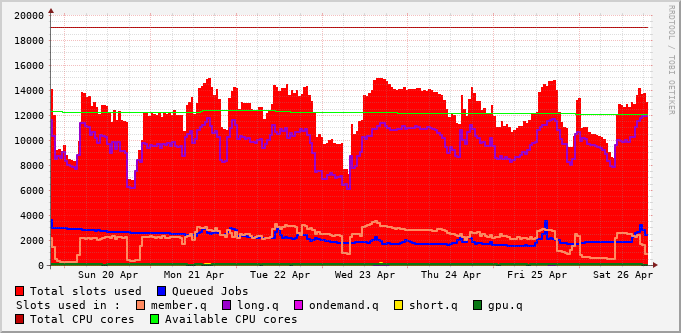 20000
18000
16000
14000
12000
10000
8000
6000
4000
2000
0
Sun 20 Apr Mon 21 Apr Tue 22 Apr Wed 23 Apr Thu 24 Apr Fri 25 Apr Sat 26 Apr
Total slots used Queued Jobs
Slots used in : member.q long.q ondemand.q short.q gpu.q
Total CPU cores Available CPU cores
RRDTOOL / TOBI OETIKER